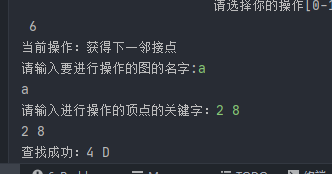 请选择你的操作[0-1
6
当前操作：获得下一邻接点
请输入要进行操作的图的名字:a
a
请输入进行操作的顶点的关键字：2 8
2 8
查找成功：4 D